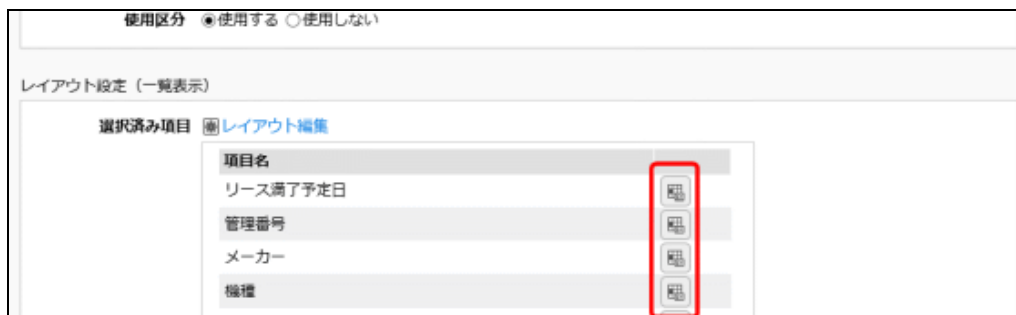 使用区分 使用する 使用しない
レイアウト設定（一覧表示）
選択済み項目 レイアウト編集
項目名
リース満了予定日
管理番号
メーカー
機種